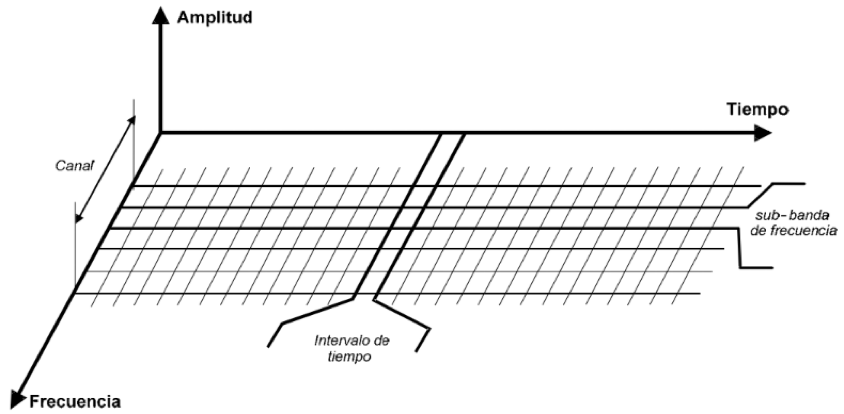 Amplitud
Tiempo
Canal
sub-banda
de frecuencia
Intervalo de
tiempo
Frecuencia